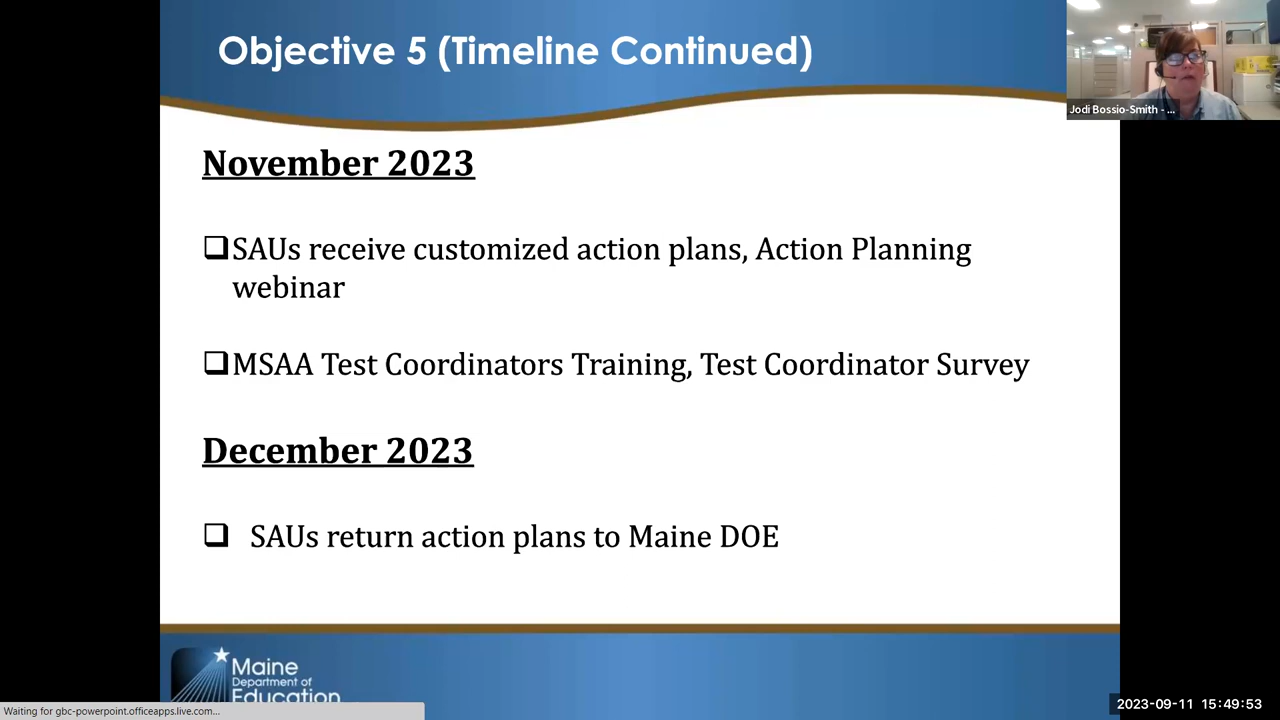 Objective 5 (Timeline Continued)
Jodi Bossio-Smith - ...
November 2023
SAUs receive customized action plans, Action Planning
webinar
MSAA Test Coordinators Training, Test Coordinator Survey
December 2023
SAUs return action plans to Maine DOE
Maine
Department of
Education
Waiting for gbc-powerpoint.officeapps.live.com...
2023-09-11 15:49:53